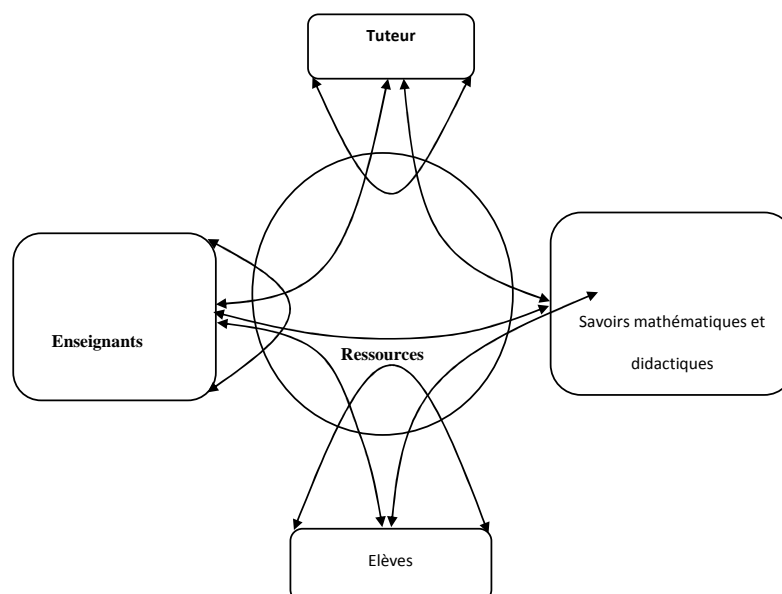 Tuteur
Enseignants
Ressources
Savoirs mathématiques et
didactiques
Elèves